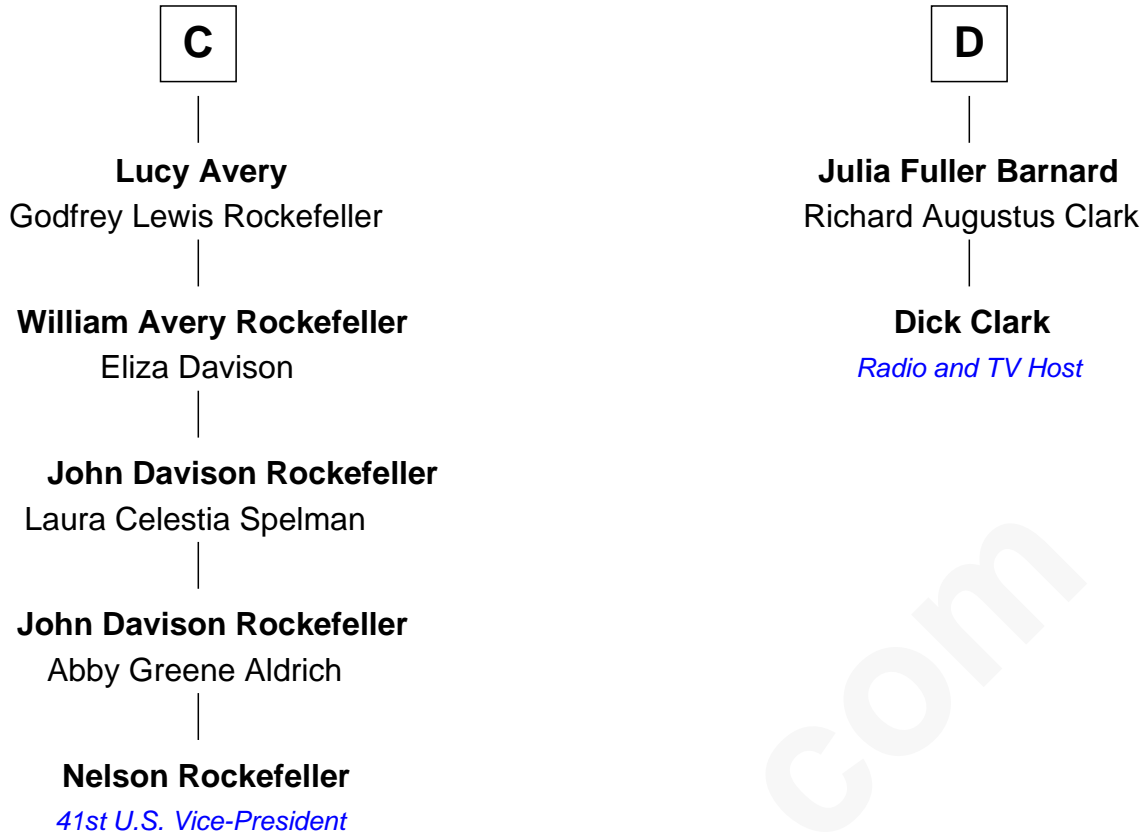 C
Lucy Avery
Godfrey Lewis Rockefeller
William Avery Rockefeller
Eliza Davison
John Davison Rockefeller
Laura Celestia Spelman
John Davison Rockefeller
Abby Greene Aldrich
Nelson Rockefeller
41st U.S. Vice-President
D
Julia Fuller Barnard
Richard Augustus Clark
Dick Clark
Radio and TV Host
com